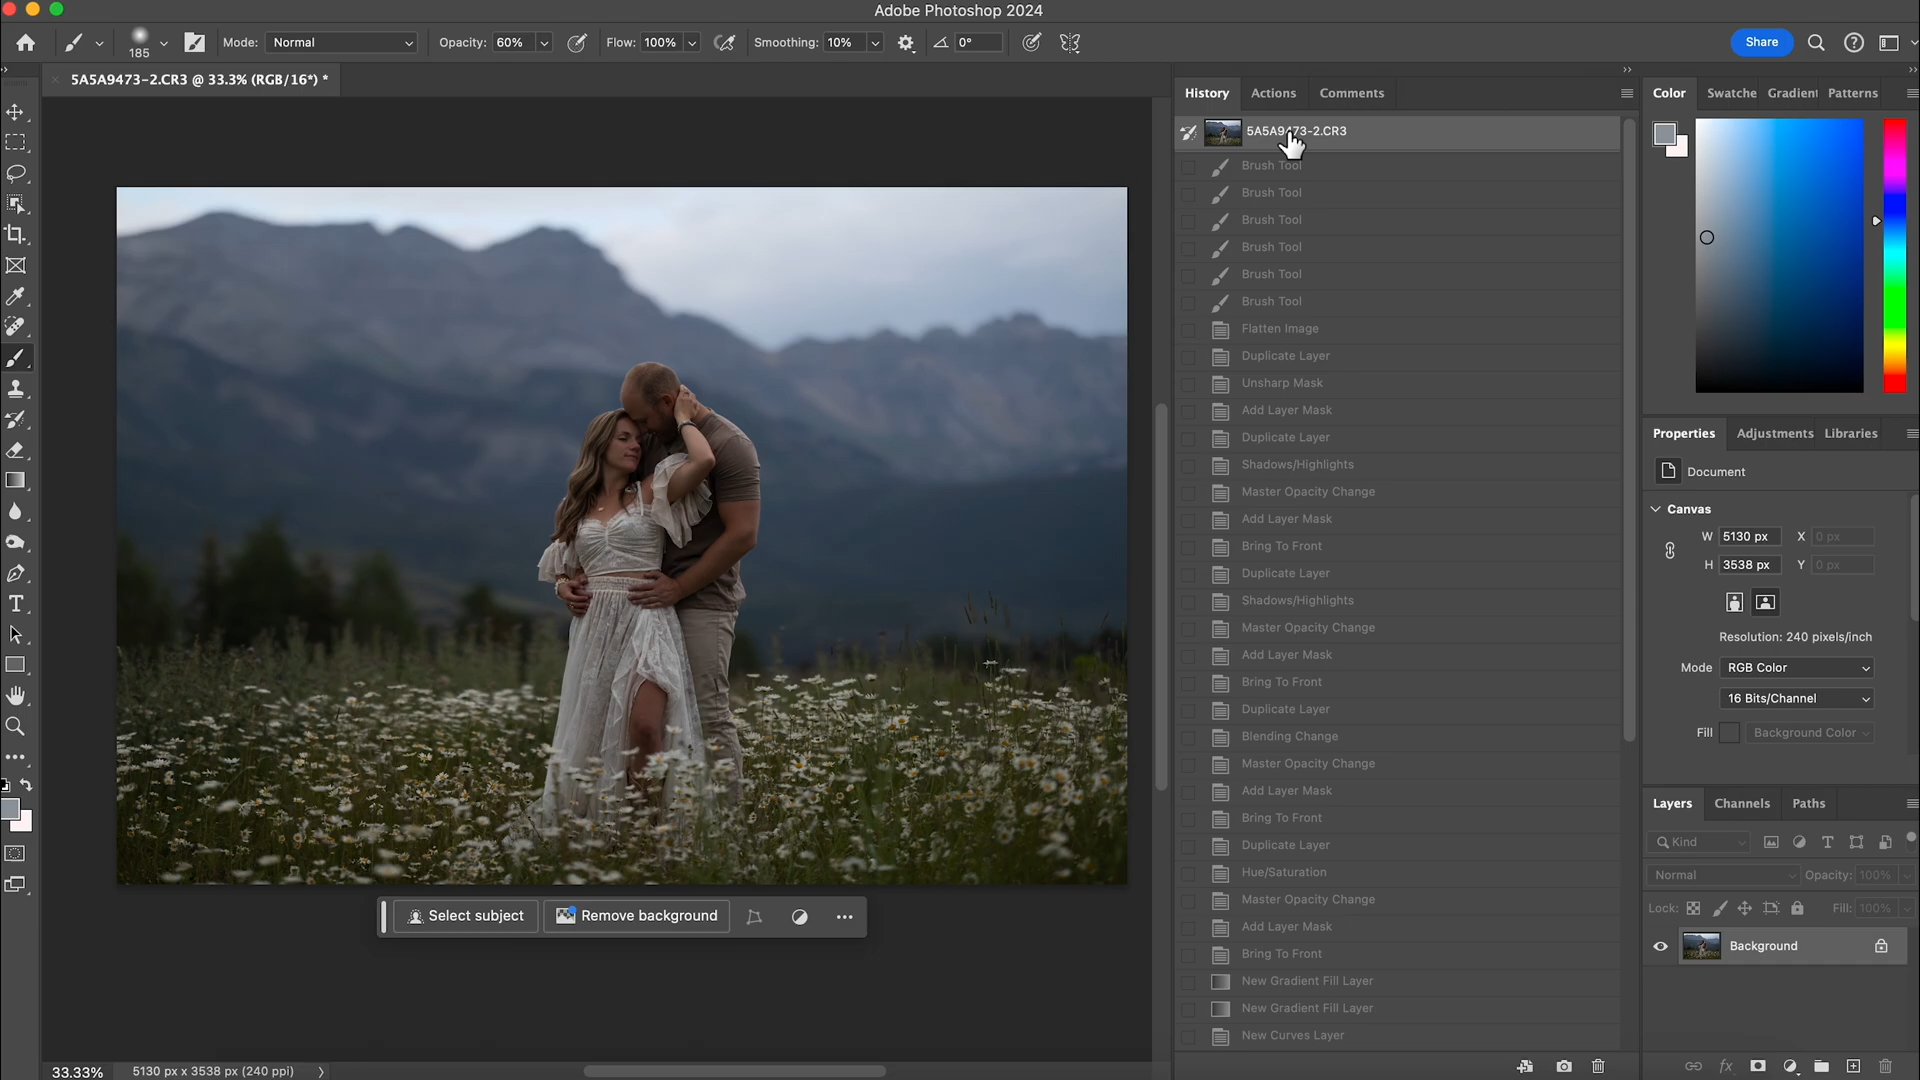 Adobe Photoshop 2024
185
Mode: Normal
Opacity: 60%
Flow: 100%
Smoothing: 10%
0°
Share
5A5A9473-2.CR3 @ 33.3% (RGB/16*) *
History
Actions
Comments
5A5A9473-2.CR3
Brush Tool
Brush Tool
Brush Tool
Brush Tool
Brush Tool
Brush Tool
Flatten Image
Duplicate Layer
Unsharp Mask
Add Layer Mask
Duplicate Layer
Shadows/Highlights
Master Opacity Change
Add Layer Mask
Bring To Front
Duplicate Layer
Shadows/Highlights
Master Opacity Change
Add Layer Mask
Bring To Front
Duplicate Layer
Blending Change
Master Opacity Change
Add Layer Mask
Bring To Front
Duplicate Layer
Hue/Saturation
Master Opacity Change
Add Layer Mask
Bring To Front
New Gradient Fill Layer
New Gradient Fill Layer
New Curves Layer
Color
Swatche
Gradient
Patterns
Properties
Adjustments
Libraries
Document
Canvas
W 5130 px X 0 px
H 3538 px Y 0 px
Resolution: 240 pixels/inch
Mode RGB Color
16 Bits/Channel
Fill Background Color
Layers
Channels
Paths
Kind
Normal Opacity: 100%
Lock: Fill: 100%
Background
fx
Select subject
Remove background
33.33% 5130 px x 3538 px (240 ppi)